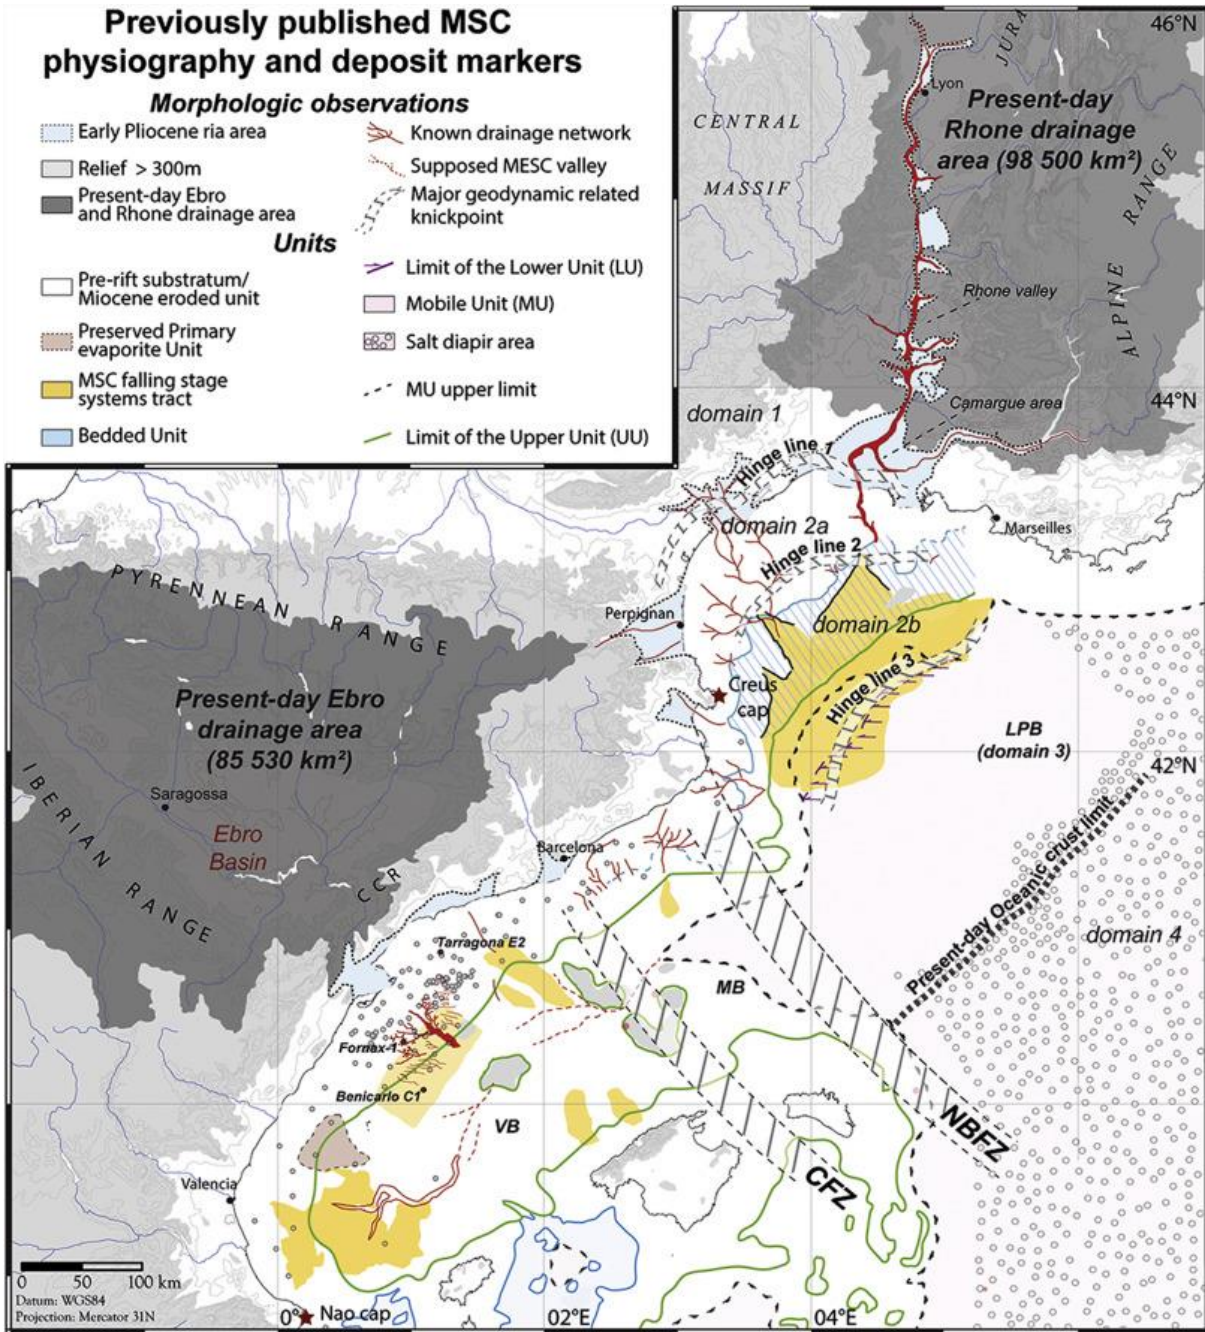 Previously published MSC
physiography and deposit markers
Morphologic observations
Early Pliocene ria area
Relief > 300m
Present-day Ebro
and Rhone drainage area
Known drainage network
Supposed MESC valley
Major geodynamic related
knickpoint
Units
Pre-rift substratum/
Miocene eroded unit
Preserved Primary
evaporite Unit
MSC falling stage
systems tract
Bedded Unit
Limit of the Lower Unit (LU)
Mobile Unit (MU)
Salt diapir area
MU upper limit
Limit of the Upper Unit (UU)
46°N
JURA
Lyon
Present-day
Rhone drainage
area (98 500 km²)
CENTRAL
MASSIF
ALPINE RANGE
Rhone valley
44°N
Camargue area
domain 1
Hinge line 1
Marseilles
domain 2a
Hinge line 2
PYRENNEAN RANGE
Perpignan
domain 2b
Hinge line 3
Creus
cap
Present-day Ebro
drainage area
(85 530 km²)
LPB
(domain 3)
42°N
IBERIAN RANGE
Saragossa
Ebro
Basin
CCR
Barcelona
Present-day Oceanic crust limit
domain 4
Tarragona E2
MB
Fornax-1
Benicarlo C1
VB
NBFZ
CFZ
Valencia
0 50 100 km
Datum: WGS84
Projection: Mercator 31N
0°
Nao cap
02°E
04°E